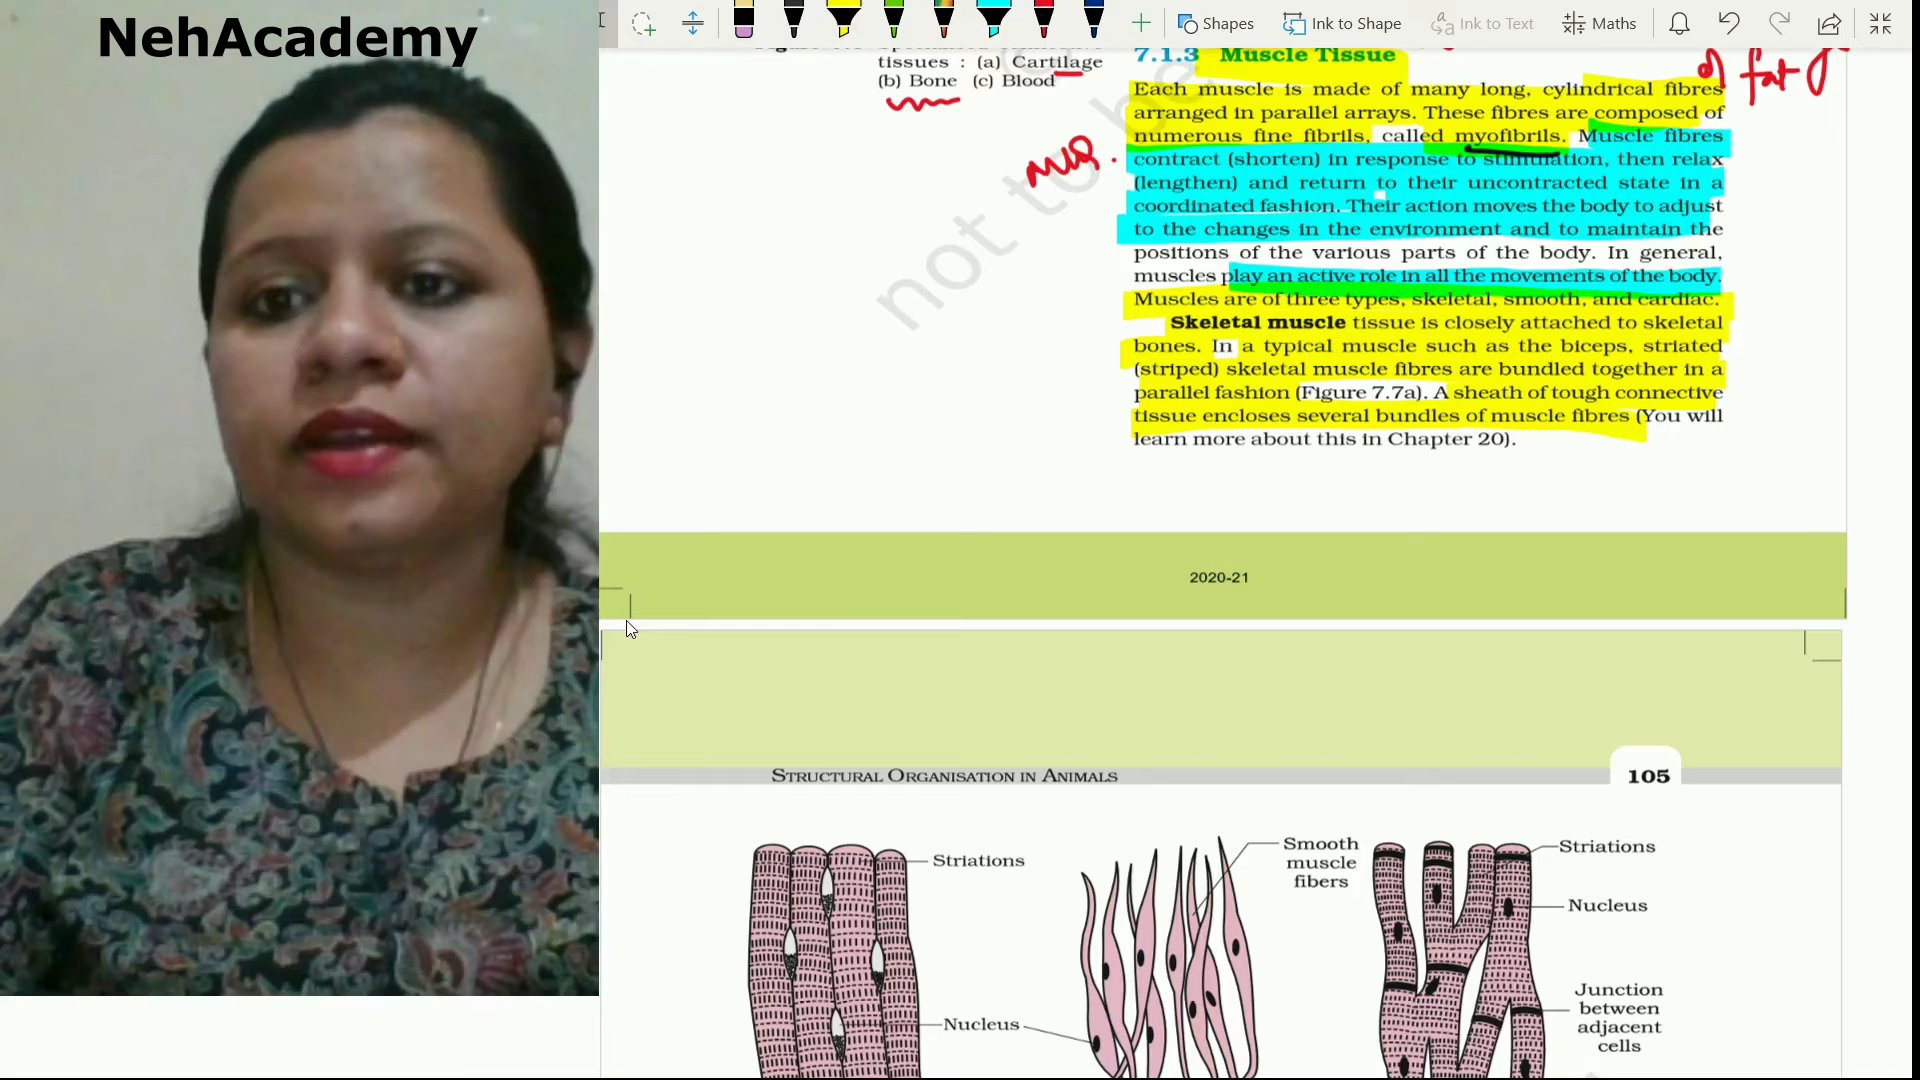 NehAcademy
Shapes
Ink to Shape
Ink to Text
Maths
tissues : (a) Cartilage
(b) Bone (c) Blood
7.1.3 Muscle Tissue
Each muscle is made of many long, cylindrical fibres
arranged in parallel arrays. These fibres are composed of
numerous fine fibrils, called myofibrils. Muscle fibres
contract (shorten) in response to stimulation, then relax
(lengthen) and return to their uncontracted state in a
coordinated fashion. Their action moves the body to adjust
to the changes in the environment and to maintain the
positions of the various parts of the body. In general,
muscles play an active role in all the movements of the body.
Muscles are of three types, skeletal, smooth, and cardiac.
Skeletal muscle tissue is closely attached to skeletal
bones. In a typical muscle such as the biceps, striated
(striped) skeletal muscle fibres are bundled together in a
parallel fashion (Figure 7.7a). A sheath of tough connective
tissue encloses several bundles of muscle fibres (You will
learn more about this in Chapter 20).
fat
not to be
2020-21
STRUCTURAL ORGANISATION IN ANIMALS
105
Striations
Nucleus
Smooth
muscle
fibers
Striations
Nucleus
Junction
between
adjacent
cells